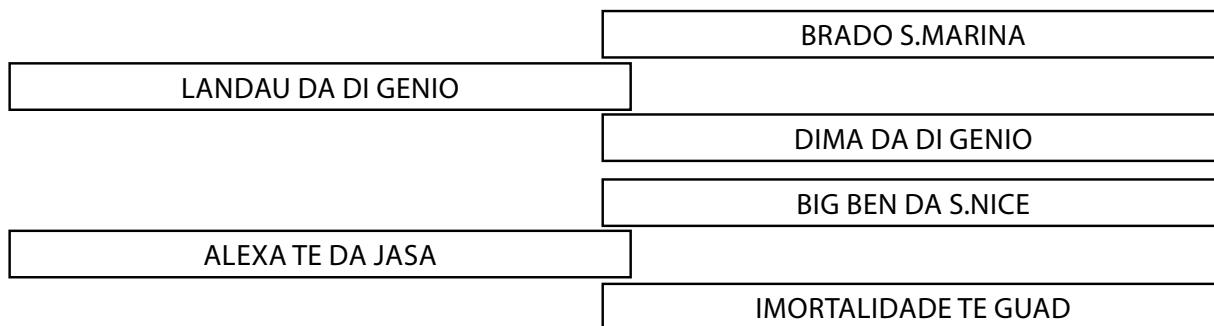 BRADO S.MARINA
LANDAU DA DI GENIO
DIMA DA DI GENIO
BIG BEN DA S.NICE
ALEXA TE DA JASA
IMORTALIDADE TE GUAD